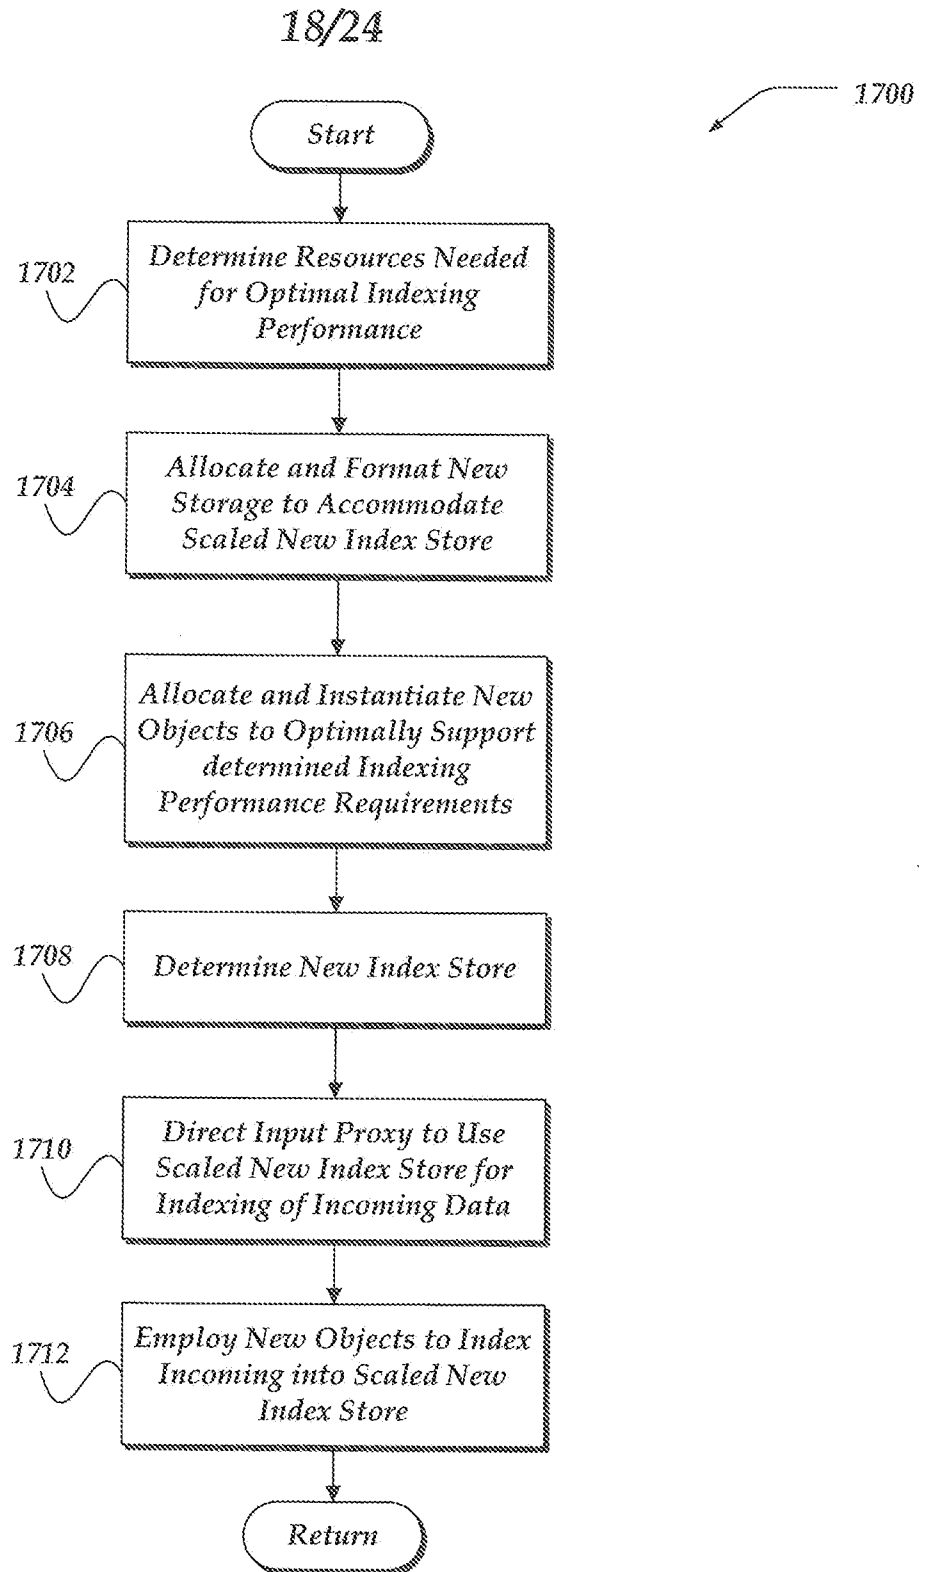 18/24
1700
Start
1702
Determine Resources Needed
for Optimal Indexing
Performance
1704
Allocate and Format New
Storage to Accommodate
Scaled New Index Store
1706
Allocate and Instantiate New
Objects to Optimally Support
determined Indexing
Performance Requirements
1708
Determine New Index Store
1710
Direct Input Proxy to Use
Scaled New Index Store for
Indexing of Incoming Data
1712
Employ New Objects to Index
Incoming into Scaled New
Index Store
Return